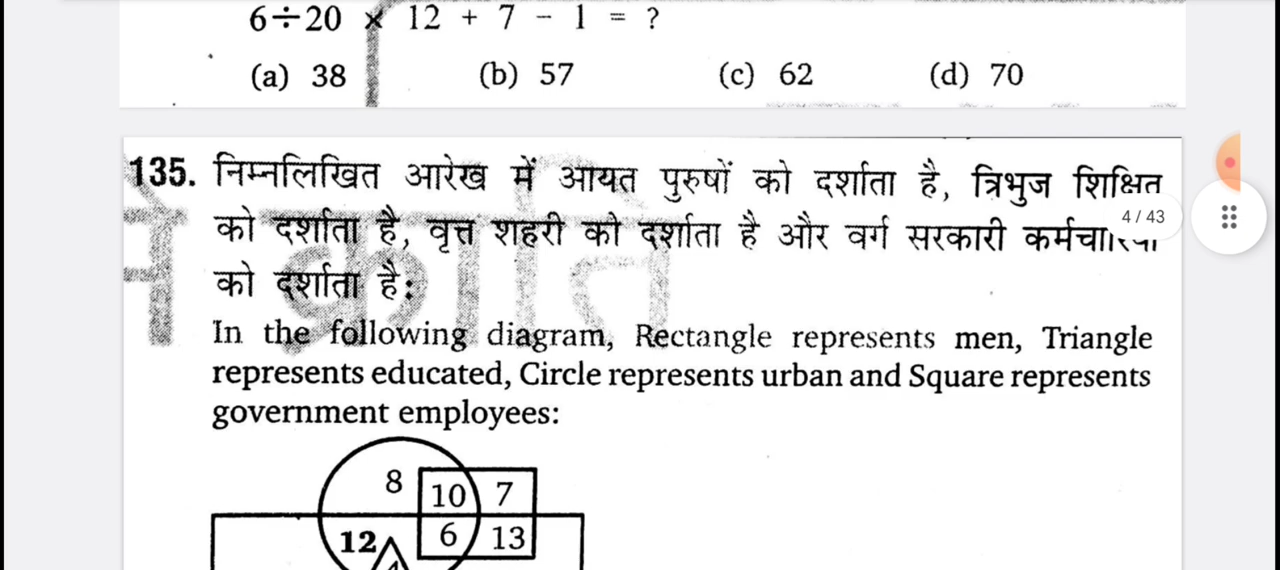 6÷20 × 12 + 7 - 1 = ?
(a) 38 (b) 57 (c) 62 (d) 70
135. निम्नलिखित आरेख में आयत पुरुषों को दर्शाता है, त्रिभुज शिक्षित
4 / 43
को दर्शाता है, वृत्त शहरी को दर्शाता है और वर्ग सरकारी
को दर्शाता है:
In the following diagram, Rectangle represents men, Triangle
represents educated, Circle represents urban and Square represents
government employees:
8 10 7
12 6 13